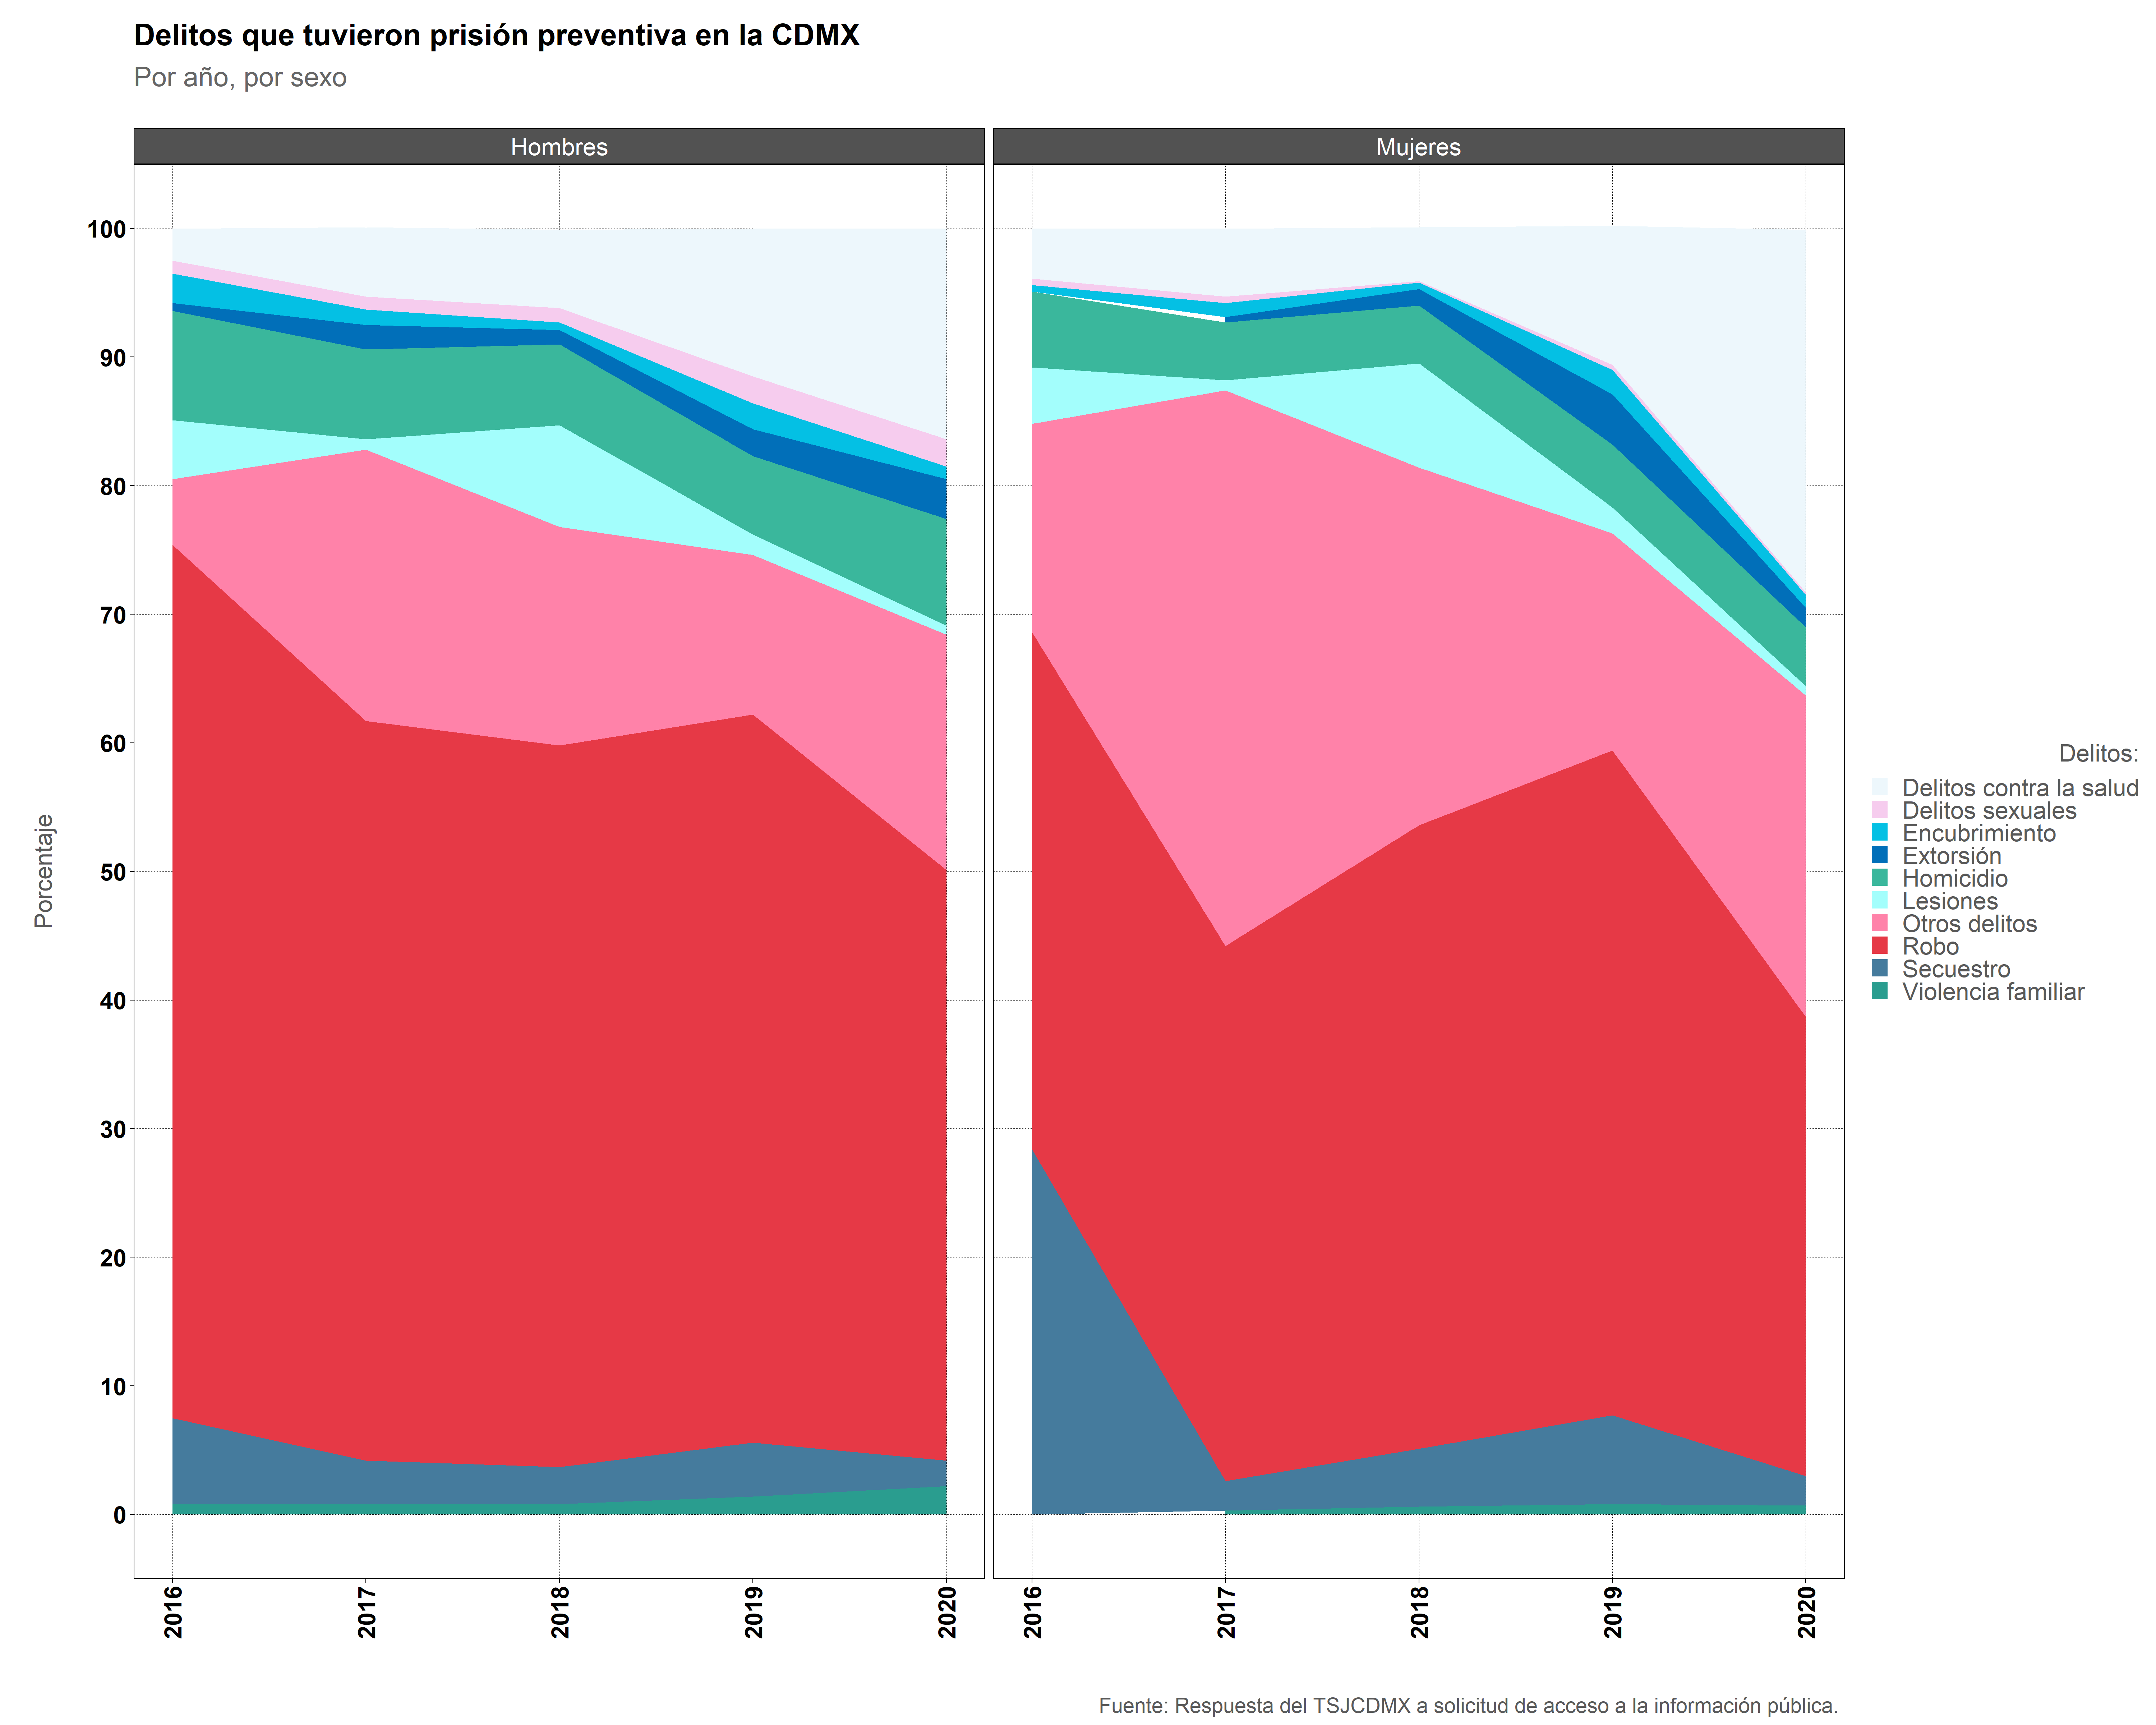 Delitos que tuvieron prisión preventiva en la CDMX
Por año, por sexo
Hombres
Mujeres
100
90
80
70
60
50
40
30
20
10
0
Porcentaje
2016
2017
2018
2019
2020
2016
2017
2018
2019
2020
Delitos:
Delitos contra la salud
Delitos sexuales
Encubrimiento
Extorsión
Homicidio
Lesiones
Otros delitos
Robo
Secuestro
Violencia familiar
Fuente: Respuesta del TSJCDMX a solicitud de acceso a la información pública.